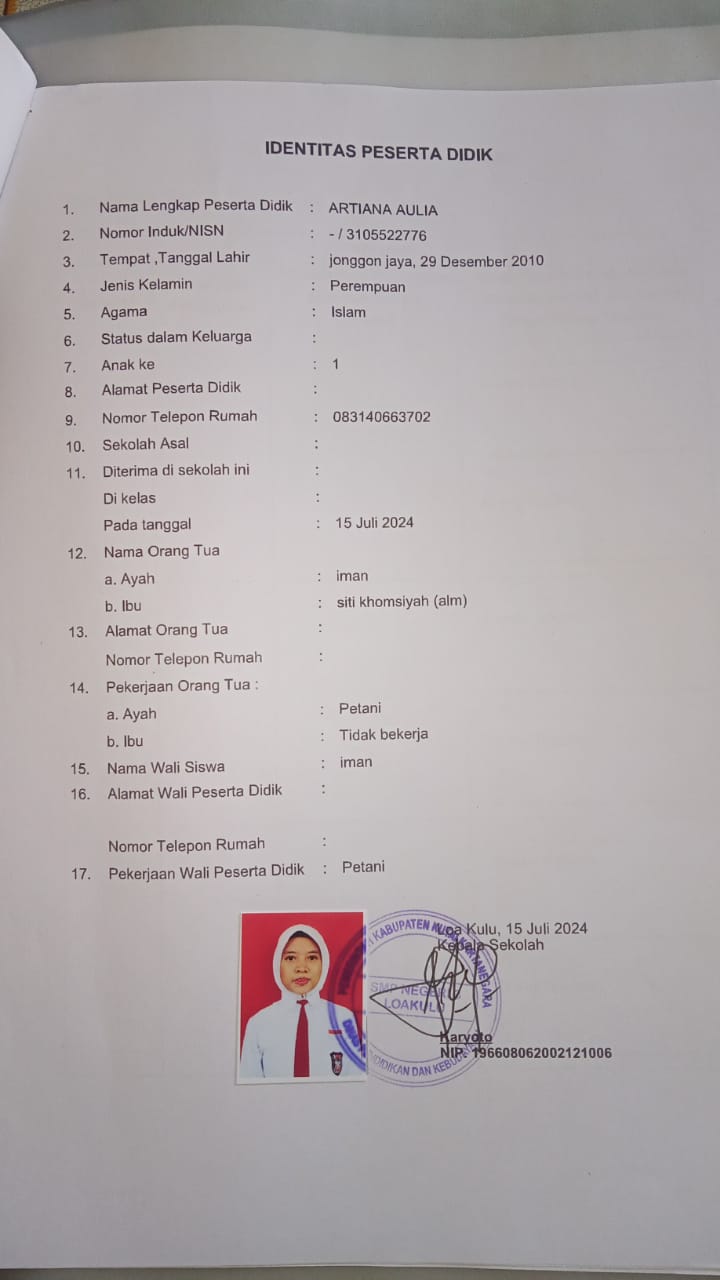 IDENTITAS PESERTA DIDIK
1. Nama Lengkap Peserta Didik : ARTIANA AULIA
2. Nomor Induk/NISN : - / 3105522776
3. Tempat ,Tanggal Lahir : jonggon jaya, 29 Desember 2010
4. Jenis Kelamin : Perempuan
5. Agama : Islam
6. Status dalam Keluarga :
7. Anak ke : 1
8. Alamat Peserta Didik :
9. Nomor Telepon Rumah : 083140663702
10. Sekolah Asal :
11. Diterima di sekolah ini :
Di kelas :
Pada tanggal : 15 Juli 2024
12. Nama Orang Tua
a. Ayah : iman
b. Ibu : siti khomsiyah (alm)
13. Alamat Orang Tua :
Nomor Telepon Rumah :
14. Pekerjaan Orang Tua :
a. Ayah : Petani
b. Ibu : Tidak bekerja
15. Nama Wali Siswa : iman
16. Alamat Wali Peserta Didik :
Nomor Telepon Rumah :
17. Pekerjaan Wali Peserta Didik : Petani
Loa Kulu, 15 Juli 2024
Kepala Sekolah
KABUPATEN KUTAI KARTANEGARA
SMP NEGERI
LOAKULU
DIDIKAN DAN KEBUDAYAAN
Karyoto
NIP. 196608062002121006